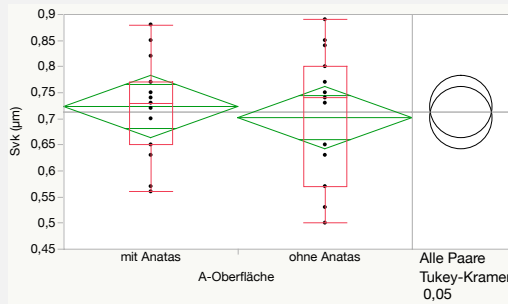 0,9
0,85
0,8
0,75
0,7
0,65
0,6
0,55
0,5
0,45
Svk (µm)
mit Anatas
ohne Anatas
A-Oberfläche
Alle Paare
Tukey-Kramer
0,05